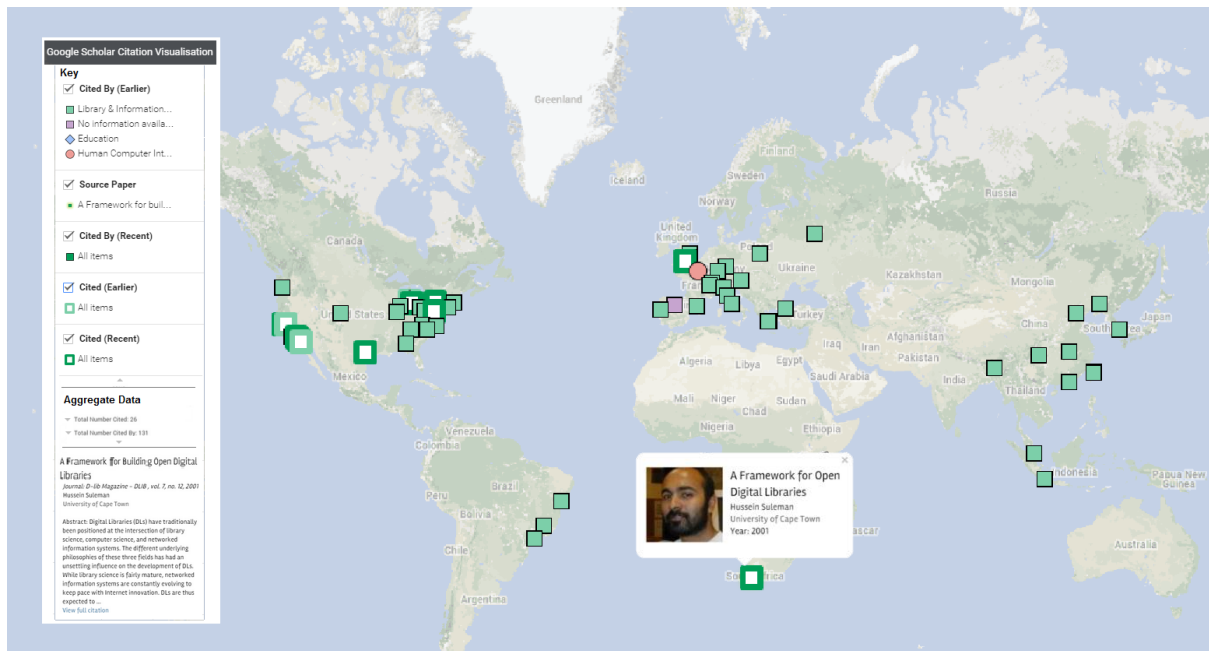 Google Scholar Citation Visualisation
Key
Cited By (Earlier)
Library & Information...
No information availa...
Education
Human Computer Int...
Source Paper
A Framework for buil...
Cited By (Recent)
All items
Cited (Earlier)
All items
Cited (Recent)
All items
Aggregate Data
Total Number Cited: 26
Total Number Cited By: 131
A Framework for Building Open Digital
Libraries
Journal: D-lib Magazine - DLIB , vol. 7, no. 12, 2001
Hussein Suleman
University of Cape Town
Abstract: Digital Libraries (DLs) have traditionally
been positioned at the intersection of library
science, computer science, and networked
information systems. The different underlying
philosophies of these three fields has had an
unsettling influence on the development of DLs.
While library science is fairly mature, networked
information systems are constantly evolving to
keep pace with Internet innovation. DLs are thus
expected to ...
View full citation
Greenland
Iceland
Finland
Sweden
Norway
Russia
United
Kingdom
Canada
Ukraine
Kazakhstan
Mongolia
Turkey
China
Japan
Afghanistan
Iraq
Iran
Pakistan
Algeria
Libya
Egypt
Saudi Arabia
India
Thailand
Mexico
Mali
Niger
Chad
Sudan
Nigeria
Ethiopia
Venezuela
Colombia
Brazil
Peru
Bolivia
Chile
Argentina
Papua New
Guinea
Australia
A Framework for Open
Digital Libraries
Hussein Suleman
University of Cape Town
Year: 2001